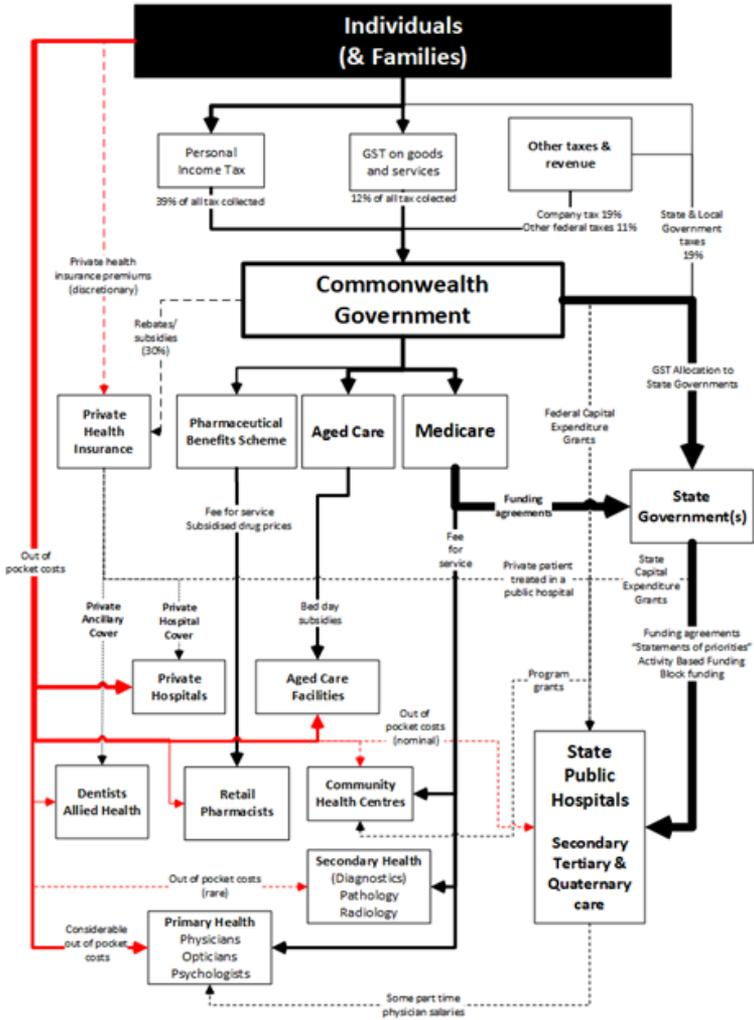 Individuals
(& Families)
Personal
Income Tax
GST on goods
and services
Other taxes &
revenue
39% of all tax collected
12% of all tax collected
Company tax 19%
Other federal taxes 11%
State & Local
Government
taxes
19%
Private health
insurance premiums
(discretionary)
Commonwealth
Government
Rebates/
subsidies
(30%)
GST Allocation to
State Governments
Private
Health
Insurance
Pharmaceutical
Benefits Scheme
Aged Care
Medicare
Federal Capital
Expenditure
Grants
State
Government(s)
Fee for service
Subsidised drug prices
Funding
agreements
Fee
for
service
Out of
pocket costs
Private patient
treated in a
public hospital
State
Capital
Expenditure
Grants
Private
Ancillary
Cover
Private
Hospital
Cover
Bed day
subsidies
Funding agreements
"Statements of priorities"
Activity Based Funding
Block funding
Private
Hospitals
Aged Care
Facilities
Program
grants
Out of
pocket costs
(nominal)
State
Public
Hospitals
Secondary
Tertiary &
Quaternary
care
Dentists
Allied Health
Retail
Pharmacists
Community
Health Centres
Secondary Health
(Diagnostics)
Pathology
Radiology
Out of pocket costs
(rare)
Primary Health
Physicians
Opticians
Psychologists
Considerable
out of pocket
costs
Some part time
physician salaries